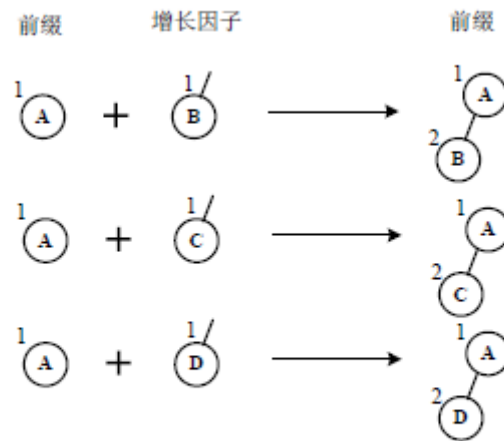 前缀 增长因子 前缀
1 A + 1 B 1 A
2 B
1 A + 1 C 1 A
2 C
1 A + 1 D 1 A
2 D